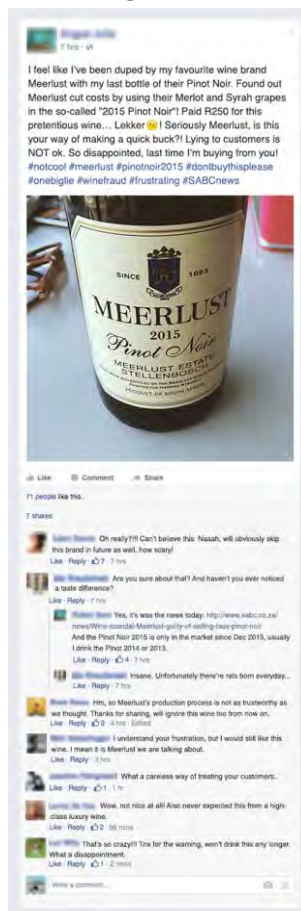 7 hrs
I feel like I've been duped by my favourite wine brand
Meerlust with my last bottle of their Pinot Noir. Found out
Meerlust cut costs by using their Merlot and Syrah grapes
in the so-called "2015 Pinot Noir"! Paid R250 for this
pretentious wine... Lekker ! Seriously Meerlust, is this
your way of making a quick buck?! Lying to customers is
NOT ok. So disappointed, last time I'm buying from you!
#notcool #meerlust #pinotnoir2015 #dontbuythisplease
#onebiglie #winefraud #frustrating #SABCnews
SINCE 1693
MEERLUST
2015
Pinot Noir
MEERLUST ESTATE
STELLENBOSCH
PRODUCT OF SOUTH AFRICA
Like Comment Share
71 people like this.
7 shares
Oh really?!!! Can't believe this. Naaah, will obviously skip
this brand in future as well, how scary!
Like · Reply · 7 · 7 hrs
Are you sure about that? And haven't you ever noticed
a taste difference?
Like · Reply · 7 hrs
Yes, it's was the news today: http://www.sabc.co.za/
news/Wine-scandal-Meerlust-guilty-of-selling-faux-pinot-noir
And the Pinot Noir 2015 is only in the market since Dec 2015, usually
I drink the Pinot 2014 or 2013.
Like · Reply · 4 · 7 hrs
Insane. Unfortunately there're rats born everyday...
Like · Reply · 7 hrs
Hm, so Meerlust's production process is not as trustworthy as
we thought. Thanks for sharing, will ignore this wine too from now on.
Like · Reply · 2 · 4 hrs · Edited
I understand your frustration, but I would still like this
wine. I mean it is Meerlust we are talking about.
Like · Reply · 3 hrs
What a careless way of treating your customers..
Like · Reply · 1 · 1 hr
Wow, not nice at all! Also never expected this from a high-
class luxury wine.
Like · Reply · 2 · 56 mins
That's so crazy!!! Tnx for the warning, won't drink this any longer.
What a disappointment.
Like · Reply · 1 · 2 mins
Write a comment...